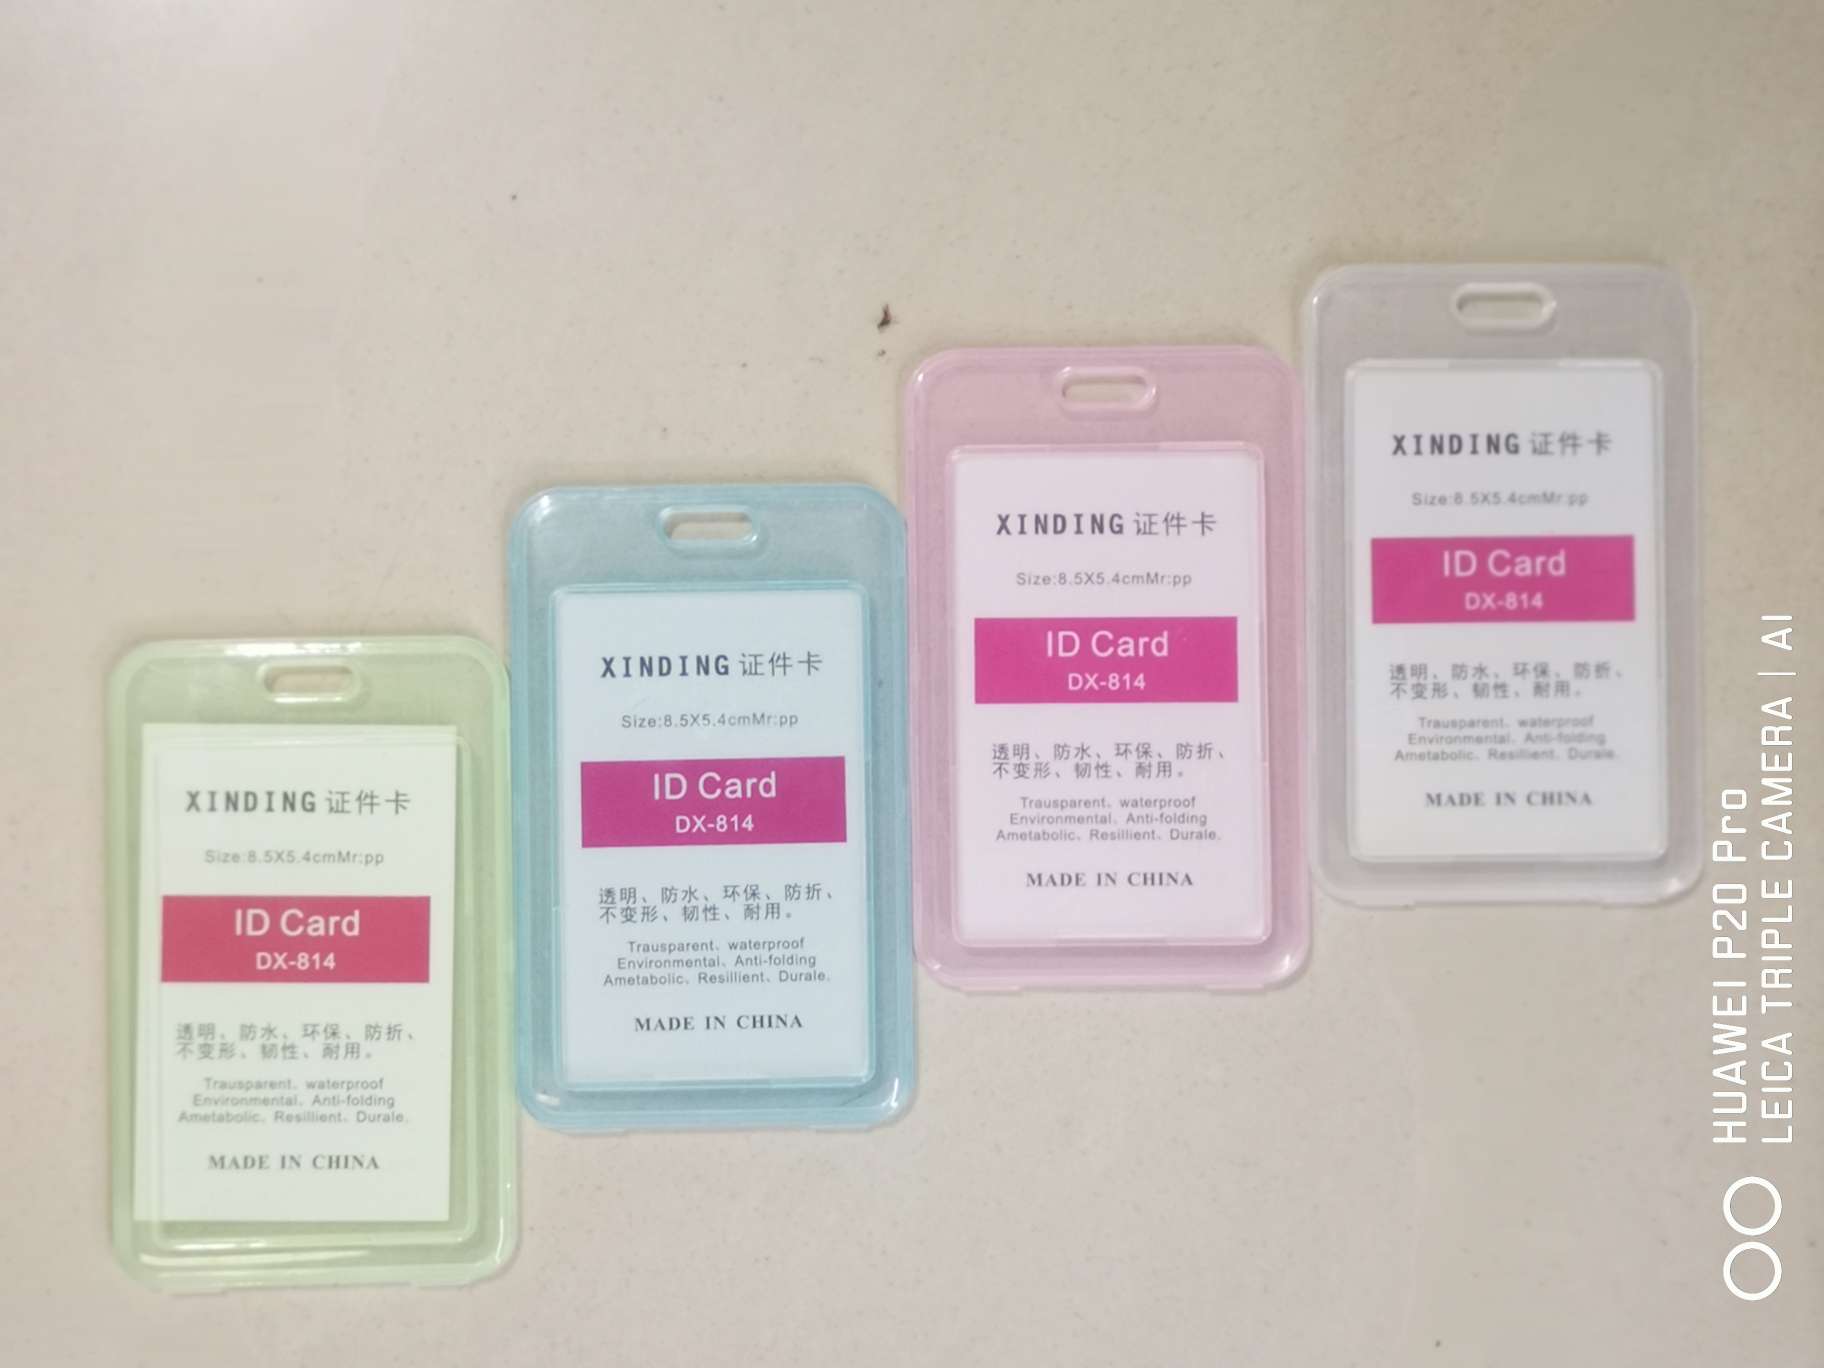 XINDING 证件卡
Size:8.5X5.4cmMr:pp
ID Card
DX-814
透明、防水、环保、防折、
不变形、韧性、耐用。
Trausparent、waterproof
Environmental、Anti-folding
Ametabolic、Resillient、Durale.
MADE IN CHINA
XINDING 证件卡
Size:8.5X5.4cmMr:pp
ID Card
DX-814
透明、防水、环保、防折、
不变形、韧性、耐用。
Trausparent、waterproof
Environmental、Anti-folding
Ametabolic、Resillient、Durale.
MADE IN CHINA
XINDING 证件卡
Size:8.5X5.4cmMr:pp
ID Card
DX-814
透明、防水、环保、防折、
不变形、韧性、耐用。
Trausparent、waterproof
Environmental、Anti-folding
Ametabolic、Resillient、Durale.
MADE IN CHINA
XINDING 证件卡
Size:8.5X5.4cmMr:pp
ID Card
DX-814
透明、防水、环保、防折、
不变形、韧性、耐用。
Trausparent、waterproof
Environmental、Anti-folding
Ametabolic、Resillient、Durale.
MADE IN CHINA
HUAWEI P20 Pro
LEICA TRIPLE CAMERA | AI